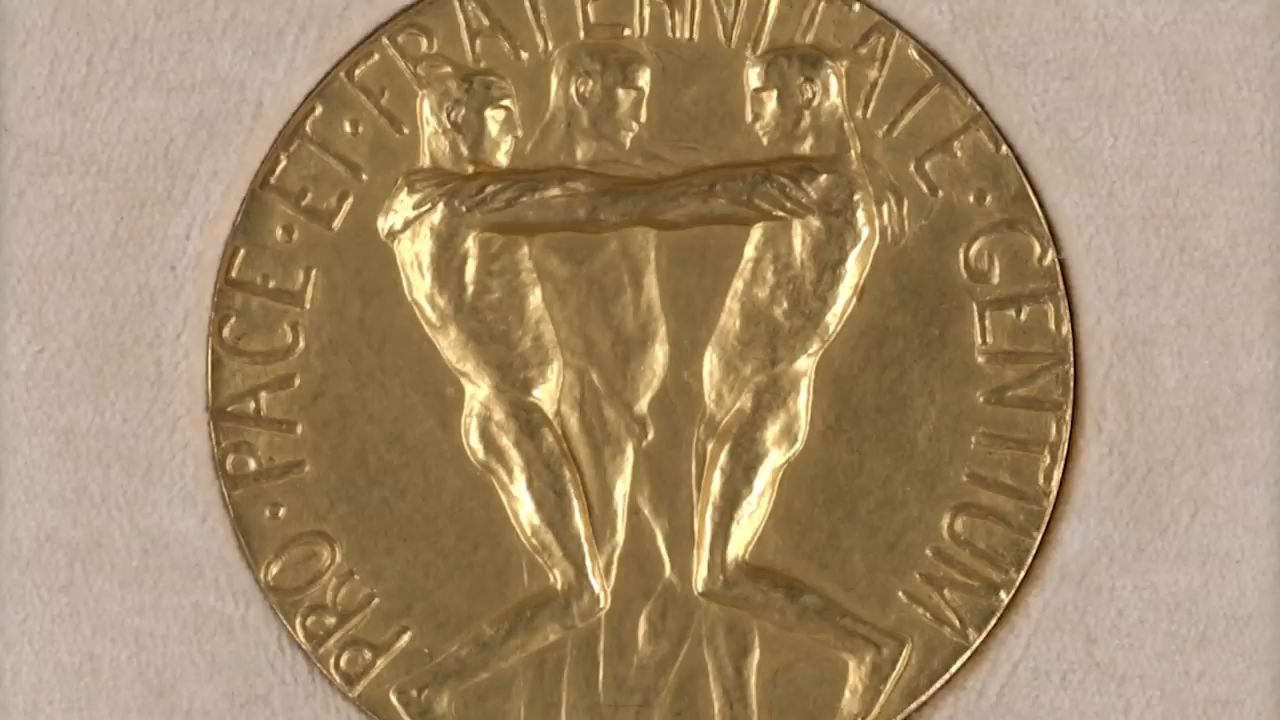 PRO · PACE · ET · FRATERNITATE · GENTIUM